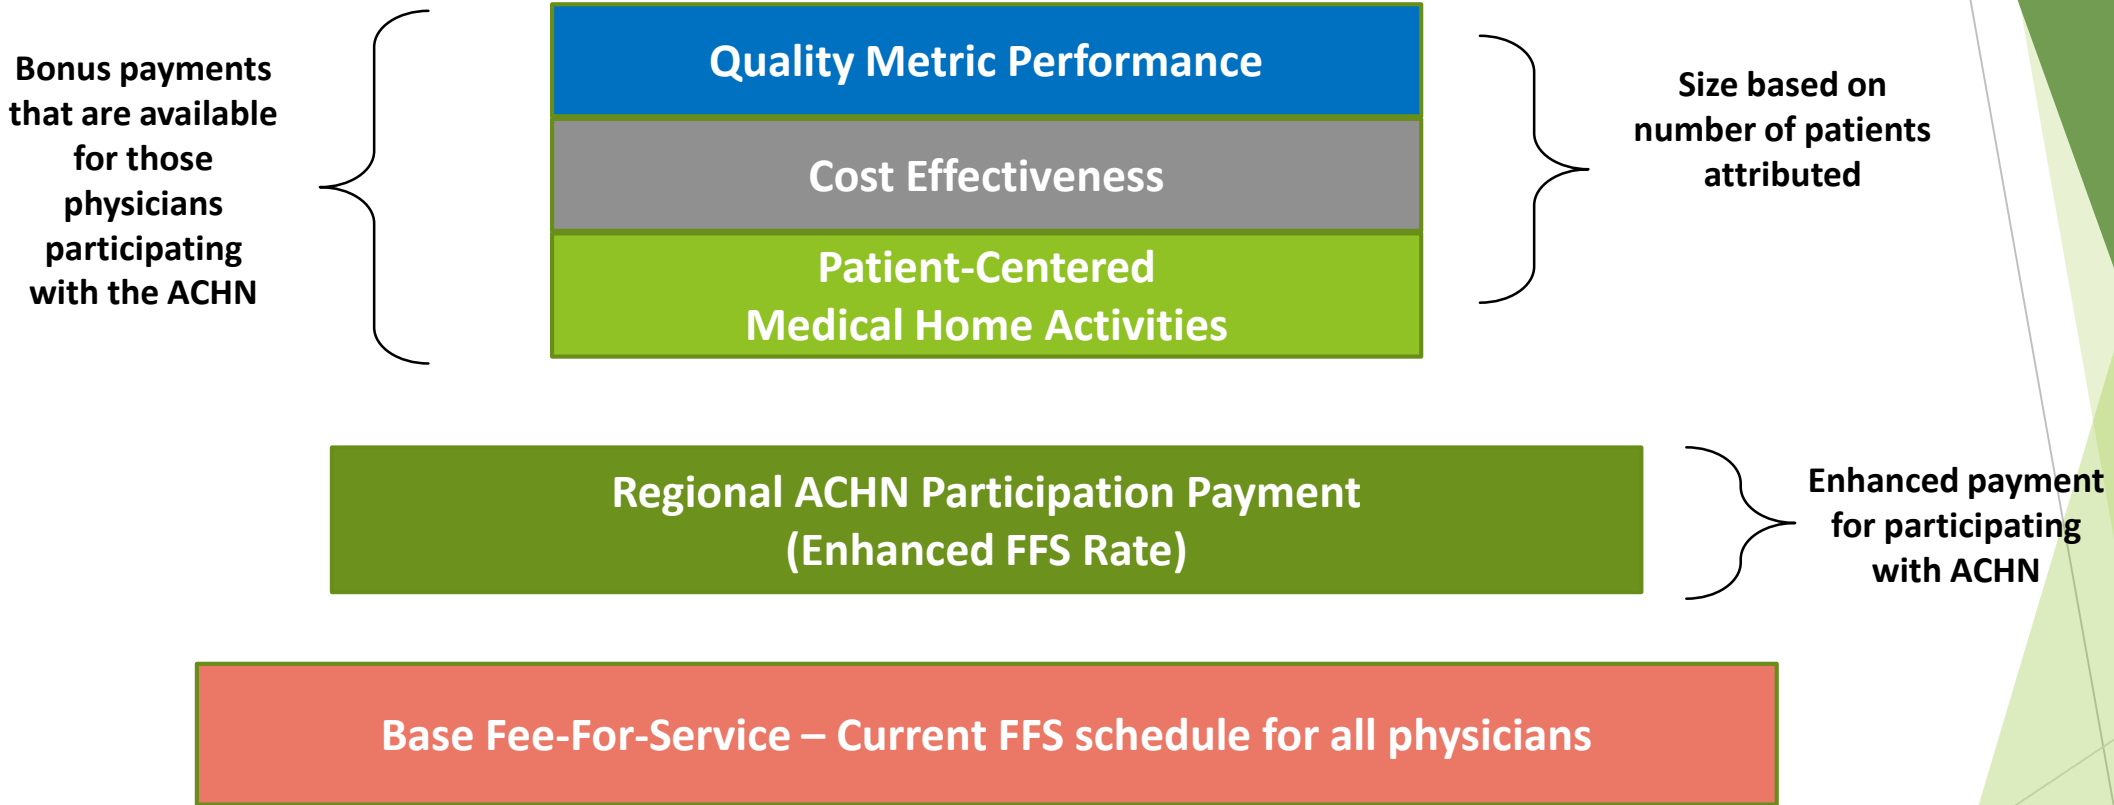 Bonus payments
that are available
for those
physicians
participating
with the ACHN
Quality Metric Performance
Cost Effectiveness
Patient-Centered
Medical Home Activities
Size based on
number of patients
attributed
Regional ACHN Participation Payment
(Enhanced FFS Rate)
Enhanced payment
for participating
with ACHN
Base Fee-For-Service – Current FFS schedule for all physicians